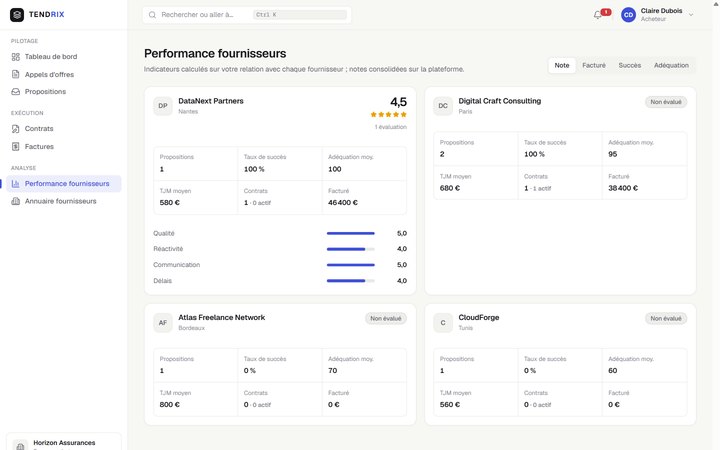 TENDRIX
Rechercher ou aller à... Ctrl K
1
CD Claire Dubois
Acheteur
PILOTAGE
Tableau de bord
Appels d'offres
Propositions
EXÉCUTION
Contrats
Factures
ANALYSE
Performance fournisseurs
Annuaire fournisseurs
Horizon Assurances
Performance fournisseurs
Indicateurs calculés sur votre relation avec chaque fournisseur ; notes consolidées sur la plateforme.
Note Facturé Succès Adéquation
DP DataNext Partners 4,5
Nantes
1 évaluation
Propositions Taux de succès Adéquation moy.
1 100 % 100
TJM moyen Contrats Facturé
580 € 1 · 0 actif 46 400 €
Qualité 5,0
Réactivité 4,0
Communication 5,0
Délais 4,0
DC Digital Craft Consulting Non évalué
Paris
Propositions Taux de succès Adéquation moy.
2 100 % 95
TJM moyen Contrats Facturé
680 € 1 · 1 actif 38 400 €
AF Atlas Freelance Network Non évalué
Bordeaux
Propositions Taux de succès Adéquation moy.
1 0 % 70
TJM moyen Contrats Facturé
800 € 0 · 0 actif 0 €
C CloudForge Non évalué
Tunis
Propositions Taux de succès Adéquation moy.
1 0 % 60
TJM moyen Contrats Facturé
560 € 0 · 0 actif 0 €